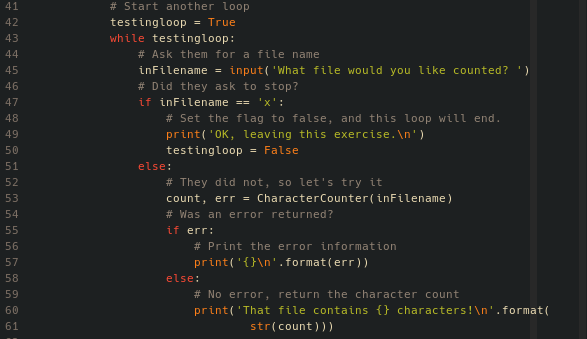 41 # Start another loop
42 testingloop = True
43 while testingloop:
44 # Ask them for a file name
45 inFilename = input('What file would you like counted? ')
46 # Did they ask to stop?
47 if inFilename == 'x':
48 # Set the flag to false, and this loop will end.
49 print('OK, leaving this exercise.\n')
50 testingloop = False
51 else:
52 # They did not, so let's try it
53 count, err = CharacterCounter(inFilename)
54 # Was an error returned?
55 if err:
56 # Print the error information
57 print('{}\n'.format(err))
58 else:
59 # No error, return the character count
60 print('That file contains {} characters!\n'.format(
61 str(count)))